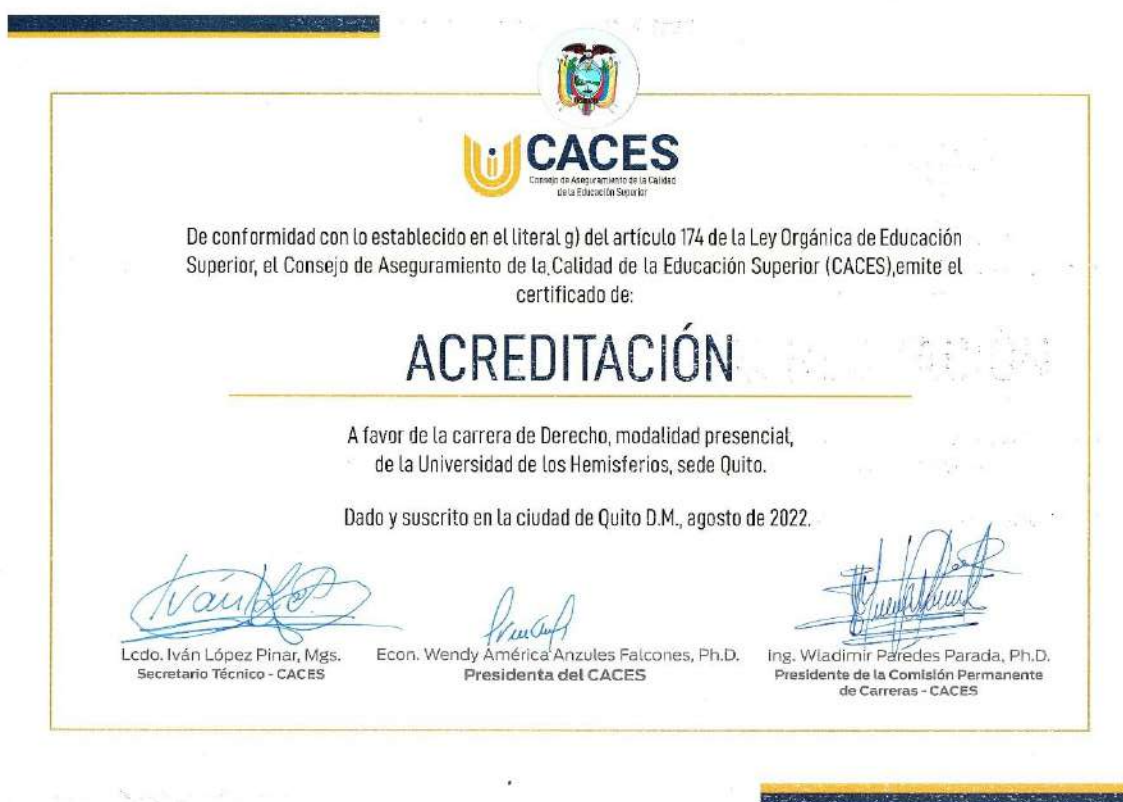 CACES
Consejo de Aseguramiento de la Calidad
de la Educación Superior
De conformidad con lo establecido en el literal g) del artículo 174 de la Ley Orgánica de Educación
Superior, el Consejo de Aseguramiento de la Calidad de la Educación Superior (CACES),emite el
certificado de:
ACREDITACIÓN
A favor de la carrera de Derecho, modalidad presencial,
de la Universidad de los Hemisferios, sede Quito.
Dado y suscrito en la ciudad de Quito D.M., agosto de 2022.
Lcdo. Iván López Pinar, Mgs.
Secretario Técnico - CACES
Econ. Wendy América Anzules Falcones, Ph.D.
Presidenta del CACES
Ing. Wladimir Paredes Parada, Ph.D.
Presidente de la Comisión Permanente
de Carreras - CACES